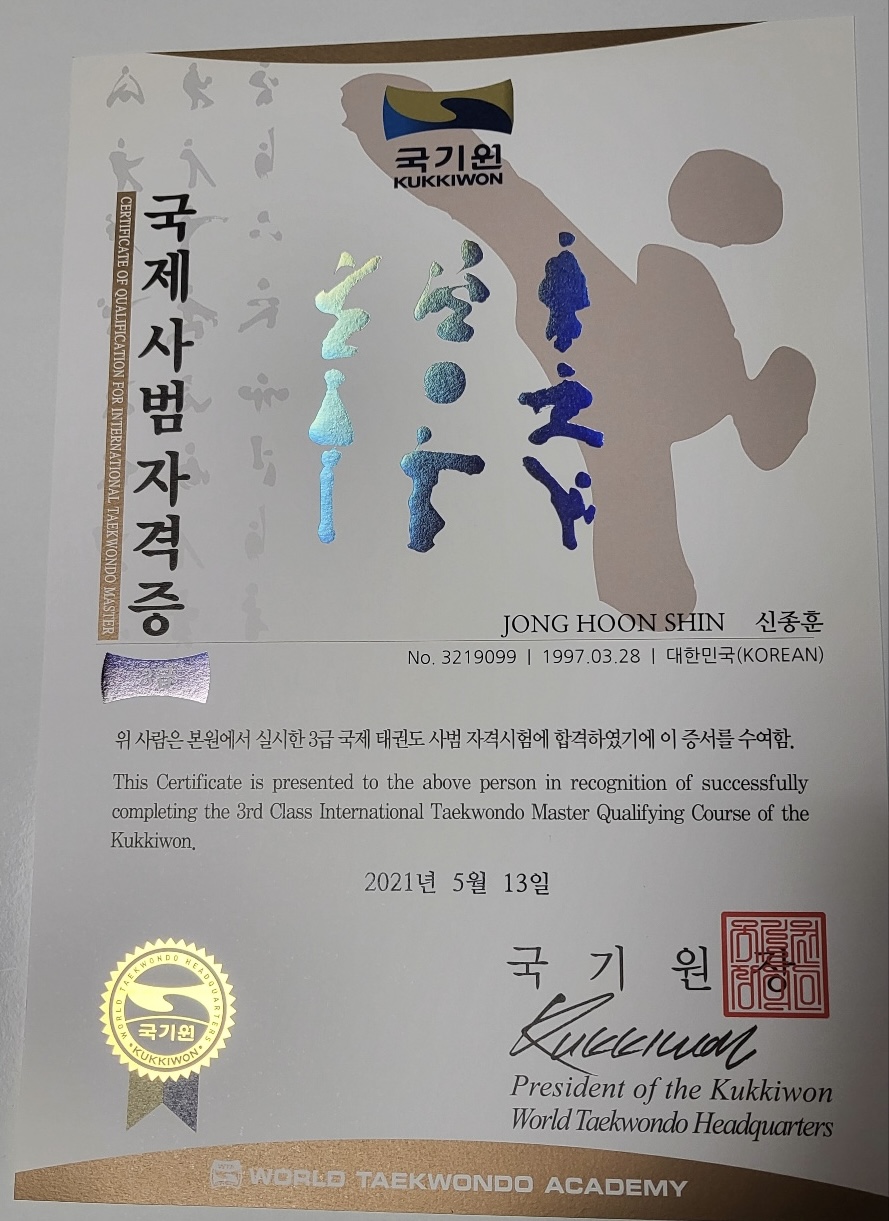 국기원
KUKKIWON
국제사범자격증
CERTIFICATE OF QUALIFICATION FOR INTERNATIONAL TAEKWONDO MASTER
JONG HOON SHIN 신종훈
No. 3219099 | 1997.03.28 | 대한민국(KOREAN)
위 사람은 본원에서 실시한 3급 국제 태권도 사범 자격시험에 합격하였기에 이 증서를 수여함.
This Certificate is presented to the above person in recognition of successfully
completing the 3rd Class International Taekwondo Master Qualifying Course of the
Kukkiwon.
2021년 5월 13일
국 기 원 장
Kukkiwon
President of the Kukkiwon
World Taekwondo Headquarters
WORLD TAEKWONDO HEADQUARTERS
국기원
KUKKIWON
WORLD TAEKWONDO ACADEMY